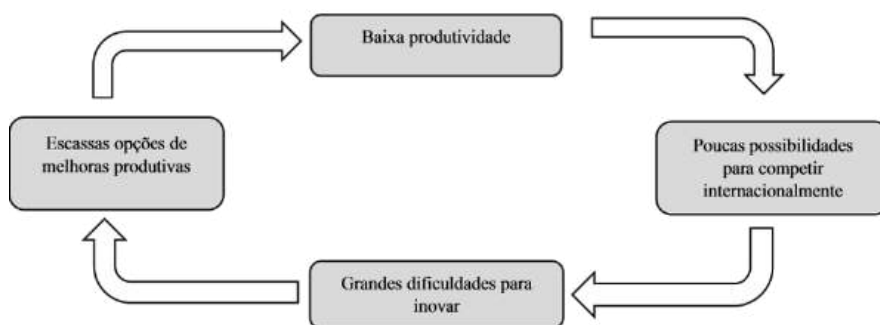 Baixa produtividade
Escassas opções de
melhoras produtivas
Poucas possibilidades
para competir
internacionalmente
Grandes dificuldades para
inovar